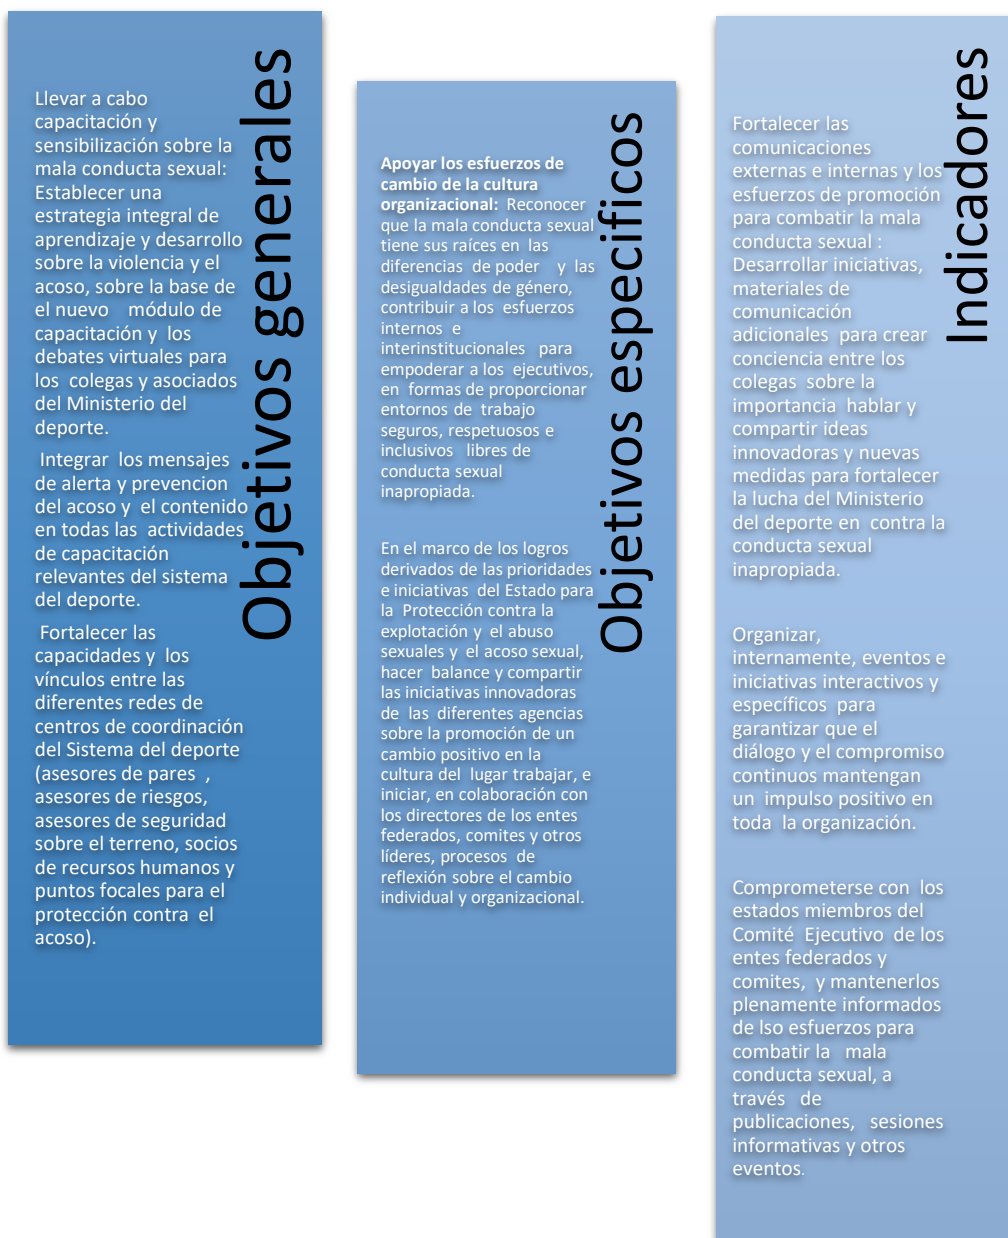 Objetivos generales
Llevar a cabo
capacitación y
sensibilización sobre la
mala conducta sexual:
Establecer una
estrategia integral de
aprendizaje y desarrollo
sobre la violencia y el
acoso, sobre la base de
el nuevo módulo de
capacitación y los
debates virtuales para
los colegas y asociados
del Ministerio del
deporte.
Integrar los mensajes
de alerta y prevencion
del acoso y el contenido
en todas las actividades
de capacitación
relevantes del sistema
del deporte.
Fortalecer las
capacidades y los
vínculos entre las
diferentes redes de
centros de coordinación
del Sistema del deporte
(asesores de pares ,
asesores de riesgos,
asesores de seguridad
sobre el terreno, socios
de recursos humanos y
puntos focales para el
protección contra el
acoso).
Objetivos especificos
Apoyar los esfuerzos de
cambio de la cultura
organizacional: Reconocer
que la mala conducta sexual
tiene sus raíces en las
diferencias de poder y las
desigualdades de género,
contribuir a los esfuerzos
internos e
interinstitucionales para
empoderar a los ejecutivos,
en formas de proporcionar
entornos de trabajo
seguros, respetuosos e
inclusivos libres de
conducta sexual
inapropiada.
En el marco de los logros
derivados de las prioridades
e iniciativas del Estado para
la Protección contra la
explotación y el abuso
sexuales y el acoso sexual,
hacer balance y compartir
las iniciativas innovadoras
de las diferentes agencias
sobre la promoción de un
cambio positivo en la
cultura del lugar trabajar, e
iniciar, en colaboración con
los directores de los entes
federados, comites y otros
líderes, procesos de
reflexión sobre el cambio
individual y organizacional.
Indicadores
Fortalecer las
comunicaciones
externas e internas y los
esfuerzos de promoción
para combatir la mala
conducta sexual :
Desarrollar iniciativas,
materiales de
comunicación
adicionales para crear
conciencia entre los
colegas sobre la
importancia hablar y
compartir ideas
innovadoras y nuevas
medidas para fortalecer
la lucha del Ministerio
del deporte en contra la
conducta sexual
inapropiada.
Organizar,
internamente, eventos e
iniciativas interactivos y
específicos para
garantizar que el
diálogo y el compromiso
continuos mantengan
un impulso positivo en
toda la organización.
Comprometerse con los
estados miembros del
Comité Ejecutivo de los
entes federados y
comites, y mantenerlos
plenamente informados
de lso esfuerzos para
combatir la mala
conducta sexual, a
través de
publicaciones, sesiones
informativas y otros
eventos.